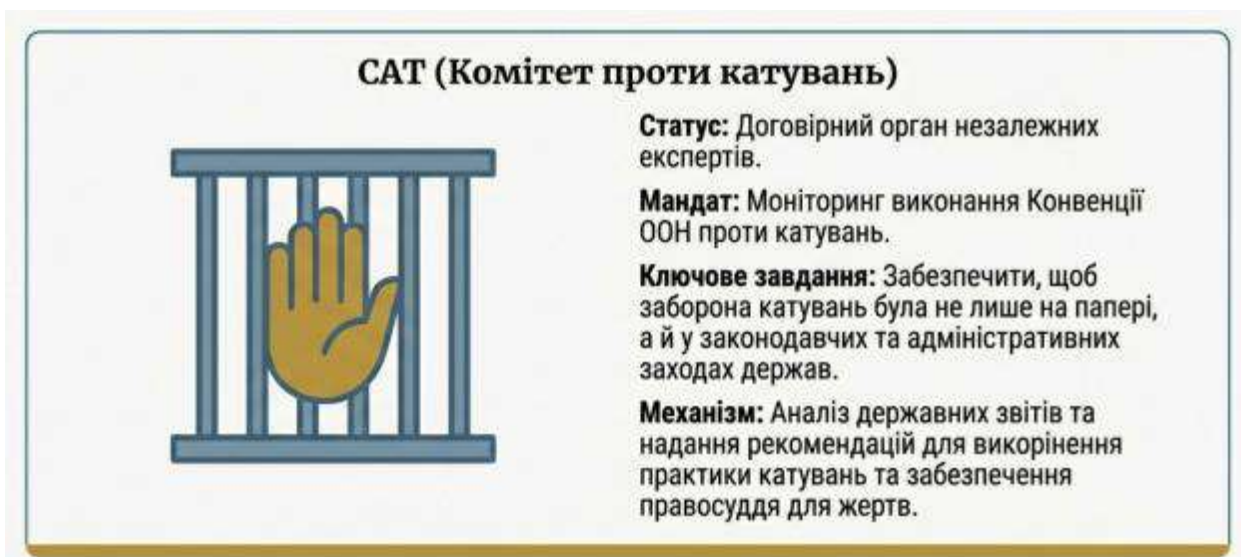 CAT (Комітет проти катувань)
Статус: Договірний орган незалежних
експертів.
Мандат: Моніторинг виконання Конвенції
ООН проти катувань.
Ключове завдання: Забезпечити, щоб
заборона катувань була не лише на папері,
а й у законодавчих та адміністративних
заходах держав.
Механізм: Аналіз державних звітів та
надання рекомендацій для викорінення
практики катувань та забезпечення
правосуддя для жертв.